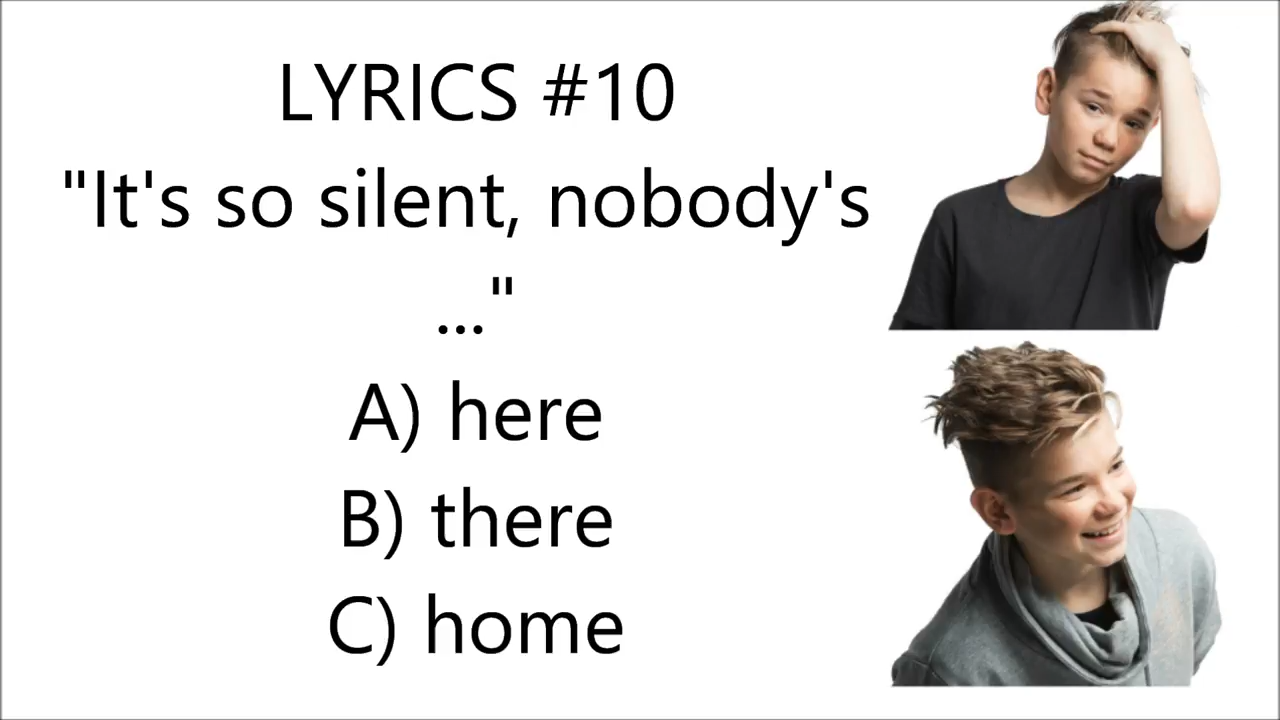 LYRICS #10
"It's so silent, nobody's
..."
A) here
B) there
C) home